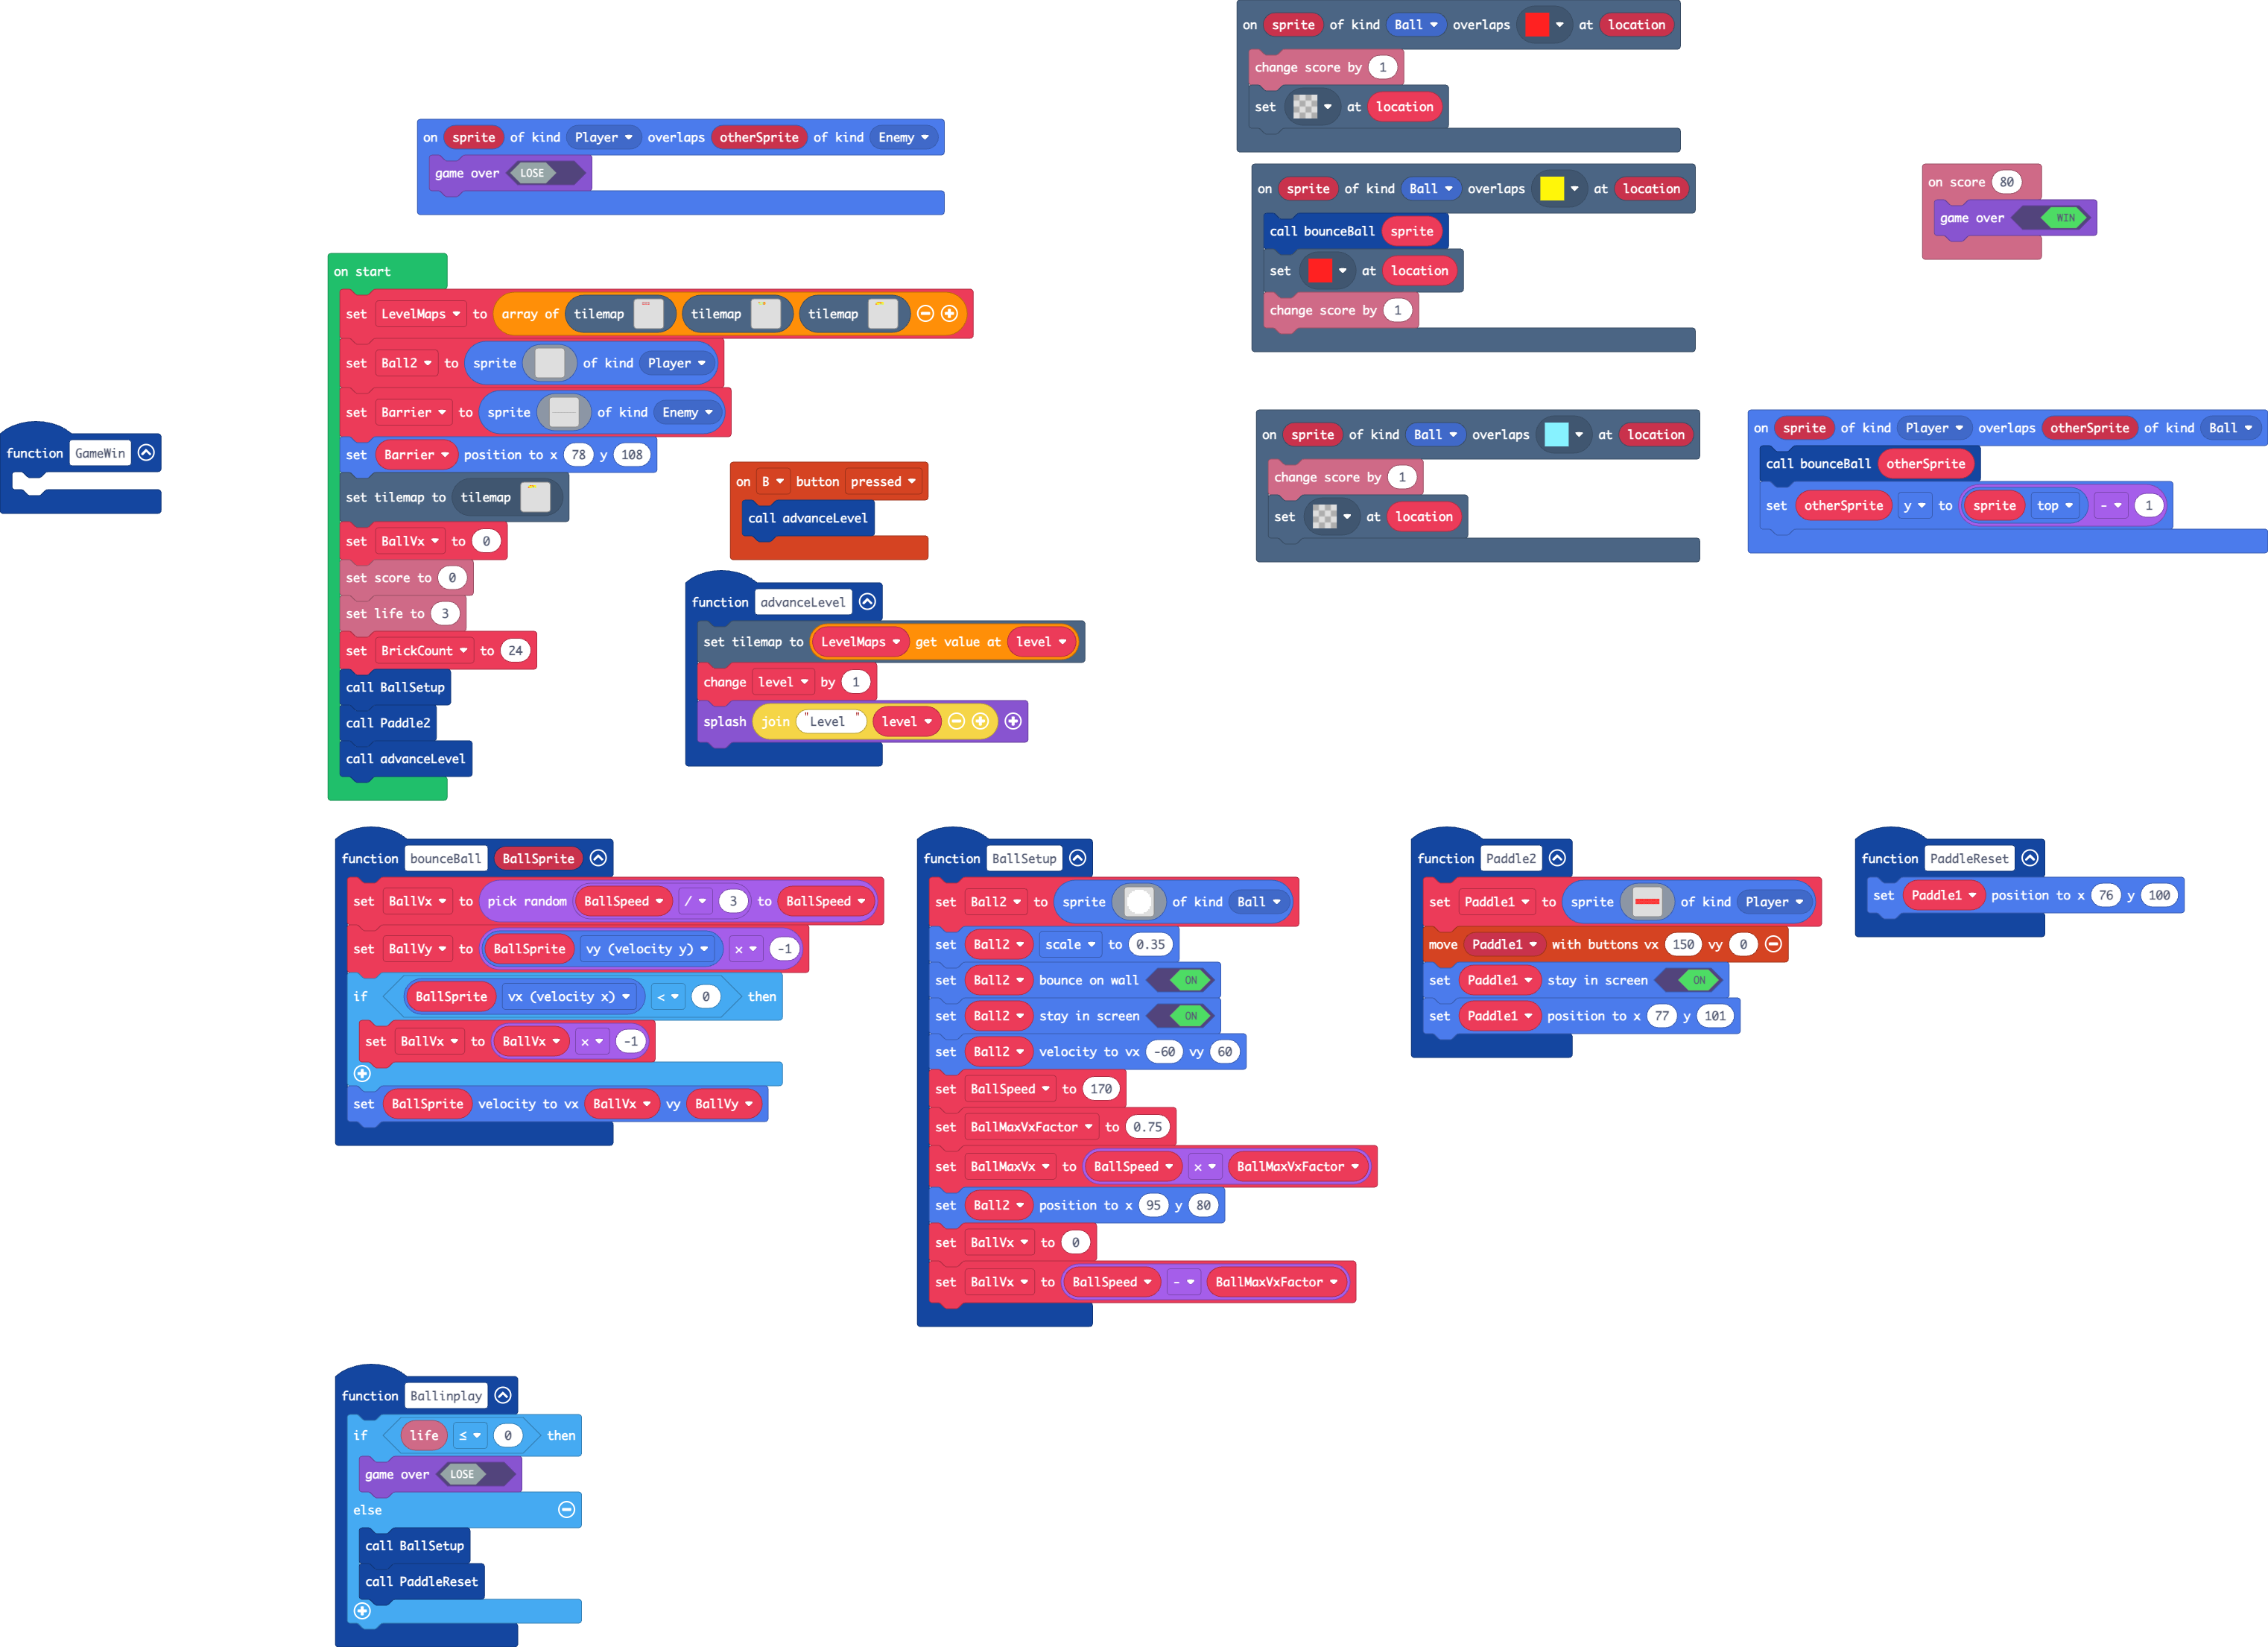 on sprite of kind Ball overlaps at location
change score by 1
set at location
on sprite of kind Player overlaps otherSprite of kind Enemy
game over LOSE
on sprite of kind Ball overlaps at location
call bounceBall sprite
set at location
change score by 1
on score 80
game over WIN
on start
set LevelMaps to array of tilemap tilemap tilemap
set Ball2 to sprite of kind Player
set Barrier to sprite of kind Enemy
set Barrier position to x 78 y 108
set tilemap to tilemap
set BallVx to 0
set score to 0
set life to 3
set BrickCount to 24
call BallSetup
call Paddle2
call advanceLevel
function GameWin
on B button pressed
call advanceLevel
function advanceLevel
set tilemap to LevelMaps get value at level
change level by 1
splash join "Level " level
on sprite of kind Ball overlaps at location
change score by 1
set at location
on sprite of kind Player overlaps otherSprite of kind Ball
call bounceBall otherSprite
set otherSprite y to sprite top - 1
function bounceBall BallSprite
set BallVx to pick random BallSpeed / 3 to BallSpeed
set BallVy to BallSprite vy (velocity y) × -1
if BallSprite vx (velocity x) < 0 then
set BallVx to BallVx × -1
set BallSprite velocity to vx BallVx vy BallVy
function BallSetup
set Ball2 to sprite of kind Ball
set Ball2 scale to 0.35
set Ball2 bounce on wall ON
set Ball2 stay in screen ON
set Ball2 velocity to vx -60 vy 60
set BallSpeed to 170
set BallMaxVxFactor to 0.75
set BallMaxVx to BallSpeed × BallMaxVxFactor
set Ball2 position to x 95 y 80
set BallVx to 0
set BallVx to BallSpeed - BallMaxVxFactor
function Paddle2
set Paddle1 to sprite of kind Player
move Paddle1 with buttons vx 150 vy 0
set Paddle1 stay in screen ON
set Paddle1 position to x 77 y 101
function PaddleReset
set Paddle1 position to x 76 y 100
function Ballinplay
if life ≤ 0 then
game over LOSE
else
call BallSetup
call PaddleReset